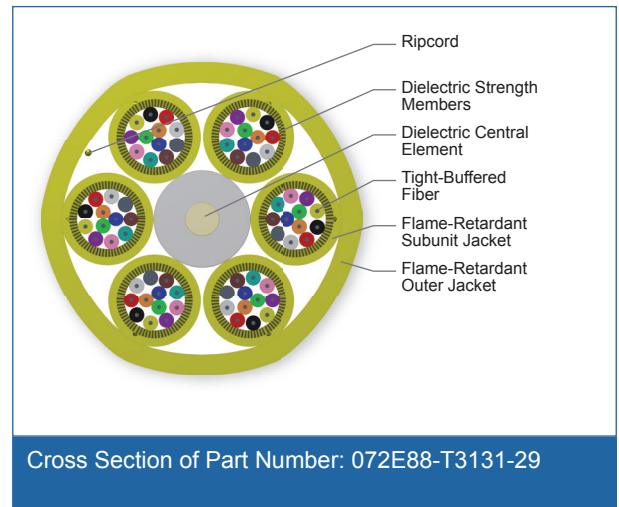 Ripcord
Dielectric Strength
Members
Dielectric Central
Element
Tight-Buffered
Fiber
Flame-Retardant
Subunit Jacket
Flame-Retardant
Outer Jacket
Cross Section of Part Number: 072E88-T3131-29